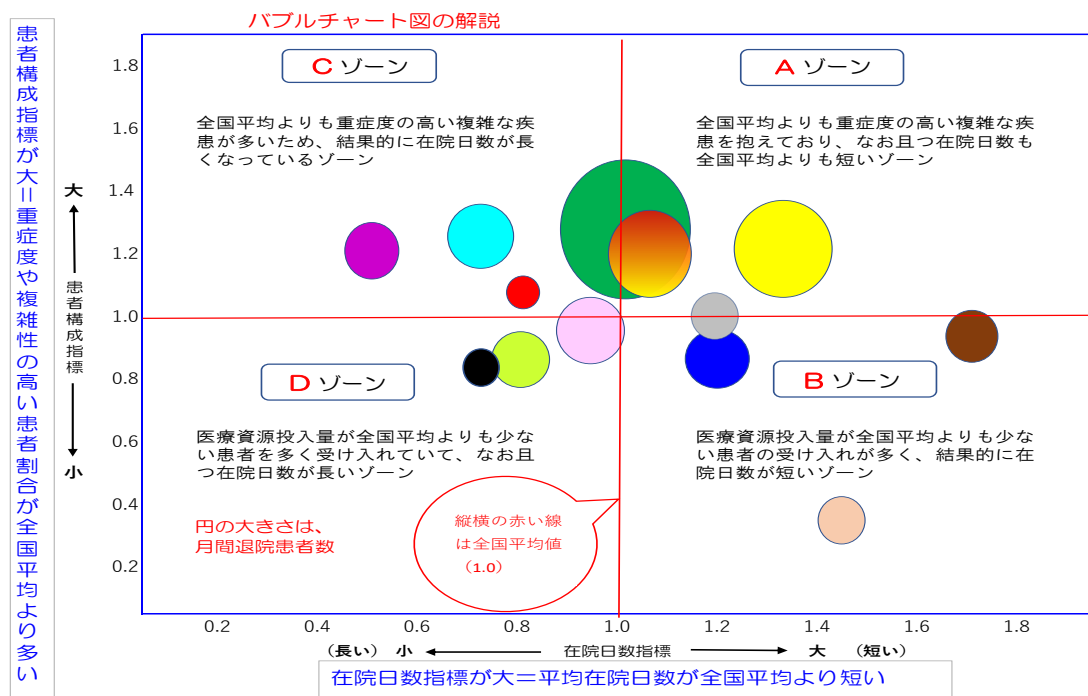 バブルチャート図の解説
患者構成指標が大＝重症度や複雑性の高い患者割合が全国平均より多い
大
患者構成指標
小
1.8
1.6
1.4
1.2
1.0
0.8
0.6
0.4
0.2
C ゾーン
全国平均よりも重症度の高い複雑な疾
患が多いため、結果的に在院日数が長
くなっているゾーン
A ゾーン
全国平均よりも重症度の高い複雑な疾
患を抱えており、なお且つ在院日数も
全国平均よりも短いゾーン
D ゾーン
医療資源投入量が全国平均よりも少な
い患者を多く受け入れていて、なお且
つ在院日数が長いゾーン
B ゾーン
医療資源投入量が全国平均よりも少な
い患者の受け入れが多く、結果的に在
院日数が短いゾーン
円の大きさは、
月間退院患者数
縦横の赤い線
は全国平均値
（1.0）
0.2 0.4 0.6 0.8 1.0 1.2 1.4 1.6 1.8
（長い） 小 在院日数指標 大 （短い）
在院日数指標が大＝平均在院日数が全国平均より短い